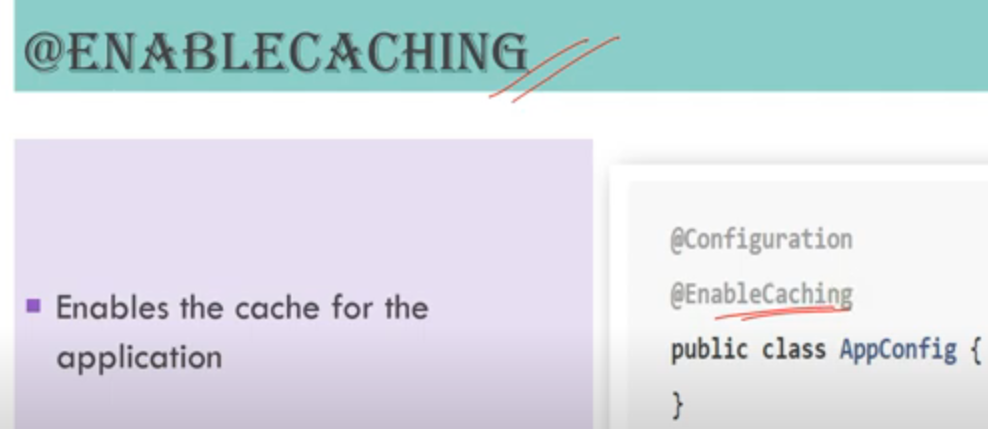 @ENABLECACHING
Enables the cache for the
application
@Configuration
@EnableCaching
public class AppConfig {
}